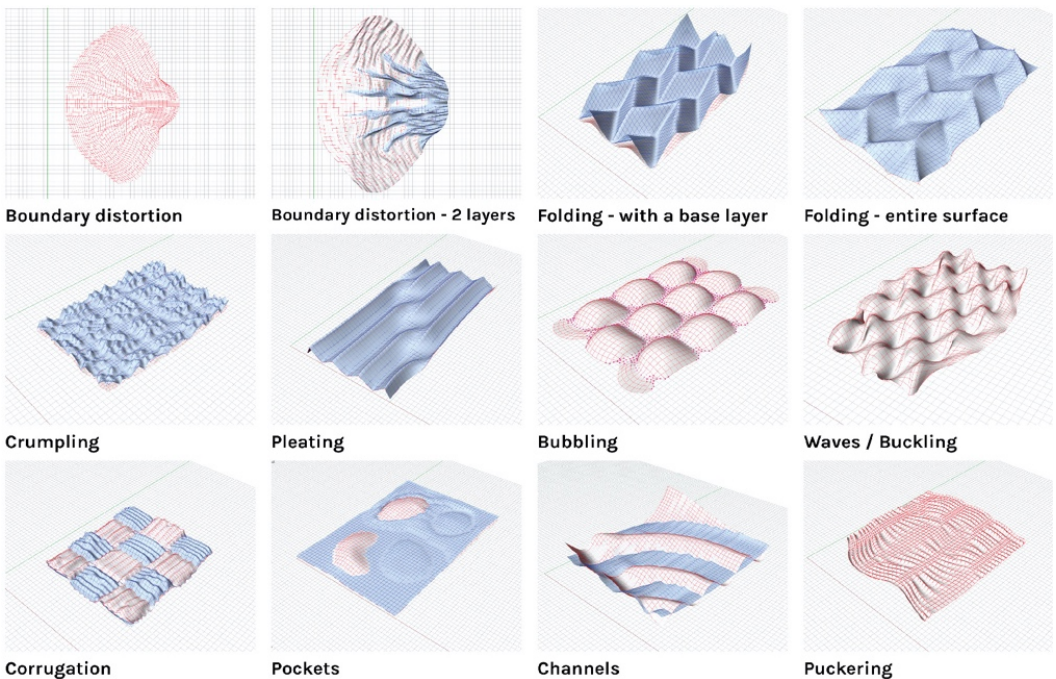 Boundary distortion
Boundary distortion - 2 layers
Folding - with a base layer
Folding - entire surface
Crumpling
Pleating
Bubbling
Waves / Buckling
Corrugation
Pockets
Channels
Puckering